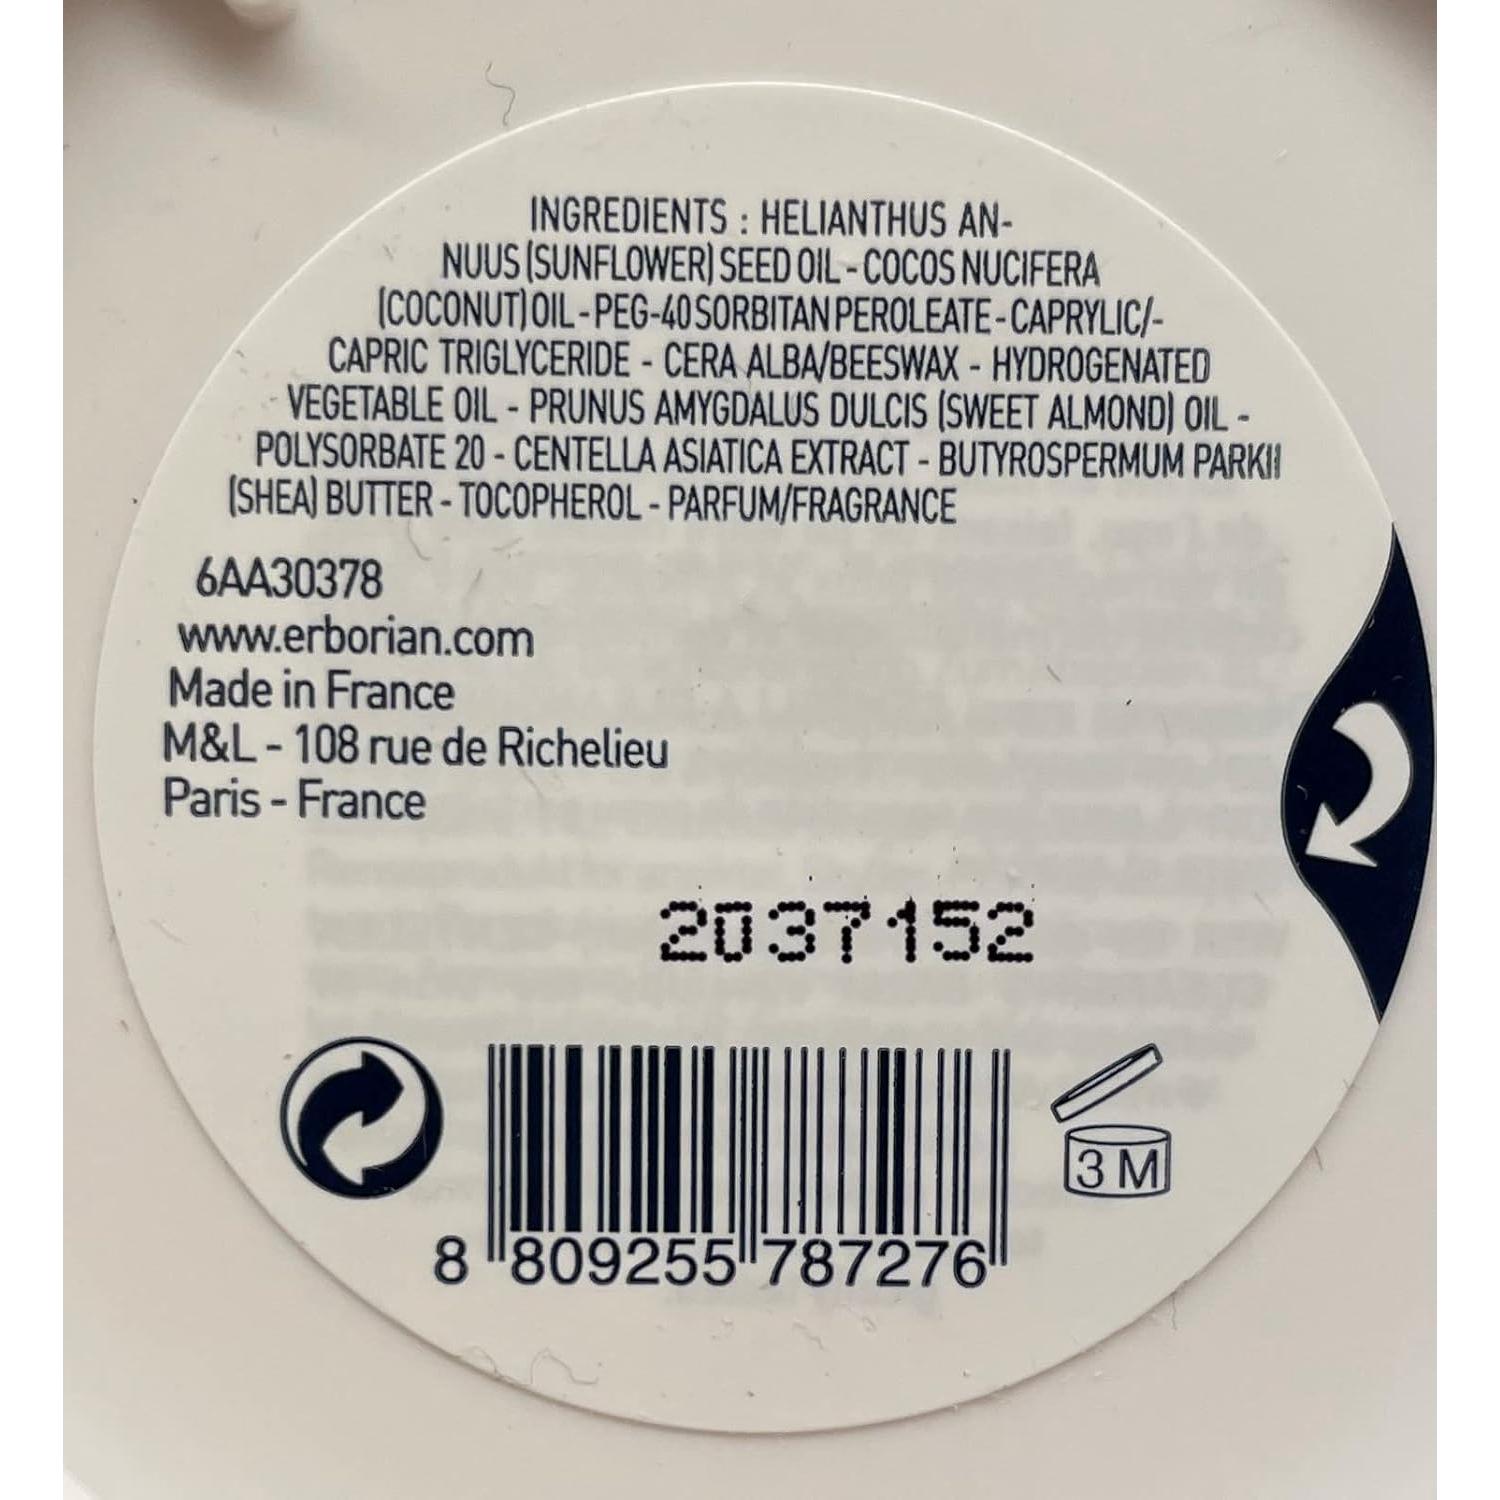 INGREDIENTS : HELIANTHUS AN-
NUUS (SUNFLOWER) SEED OIL - COCOS NUCIFERA
(COCONUT) OIL - PEG-40 SORBITAN PEROLEATE - CAPRYLIC/-
CAPRIC TRIGLYCERIDE - CERA ALBA/BEESWAX - HYDROGENATED
VEGETABLE OIL - PRUNUS AMYGDALUS DULCIS (SWEET ALMOND) OIL -
POLYSORBATE 20 - CENTELLA ASIATICA EXTRACT - BUTYROSPERMUM PARKII
(SHEA) BUTTER - TOCOPHEROL - PARFUM/FRAGRANCE
6AA30378
www.erborian.com
Made in France
M&L - 108 rue de Richelieu
Paris - France
2037152
3 M
8 809255 787276